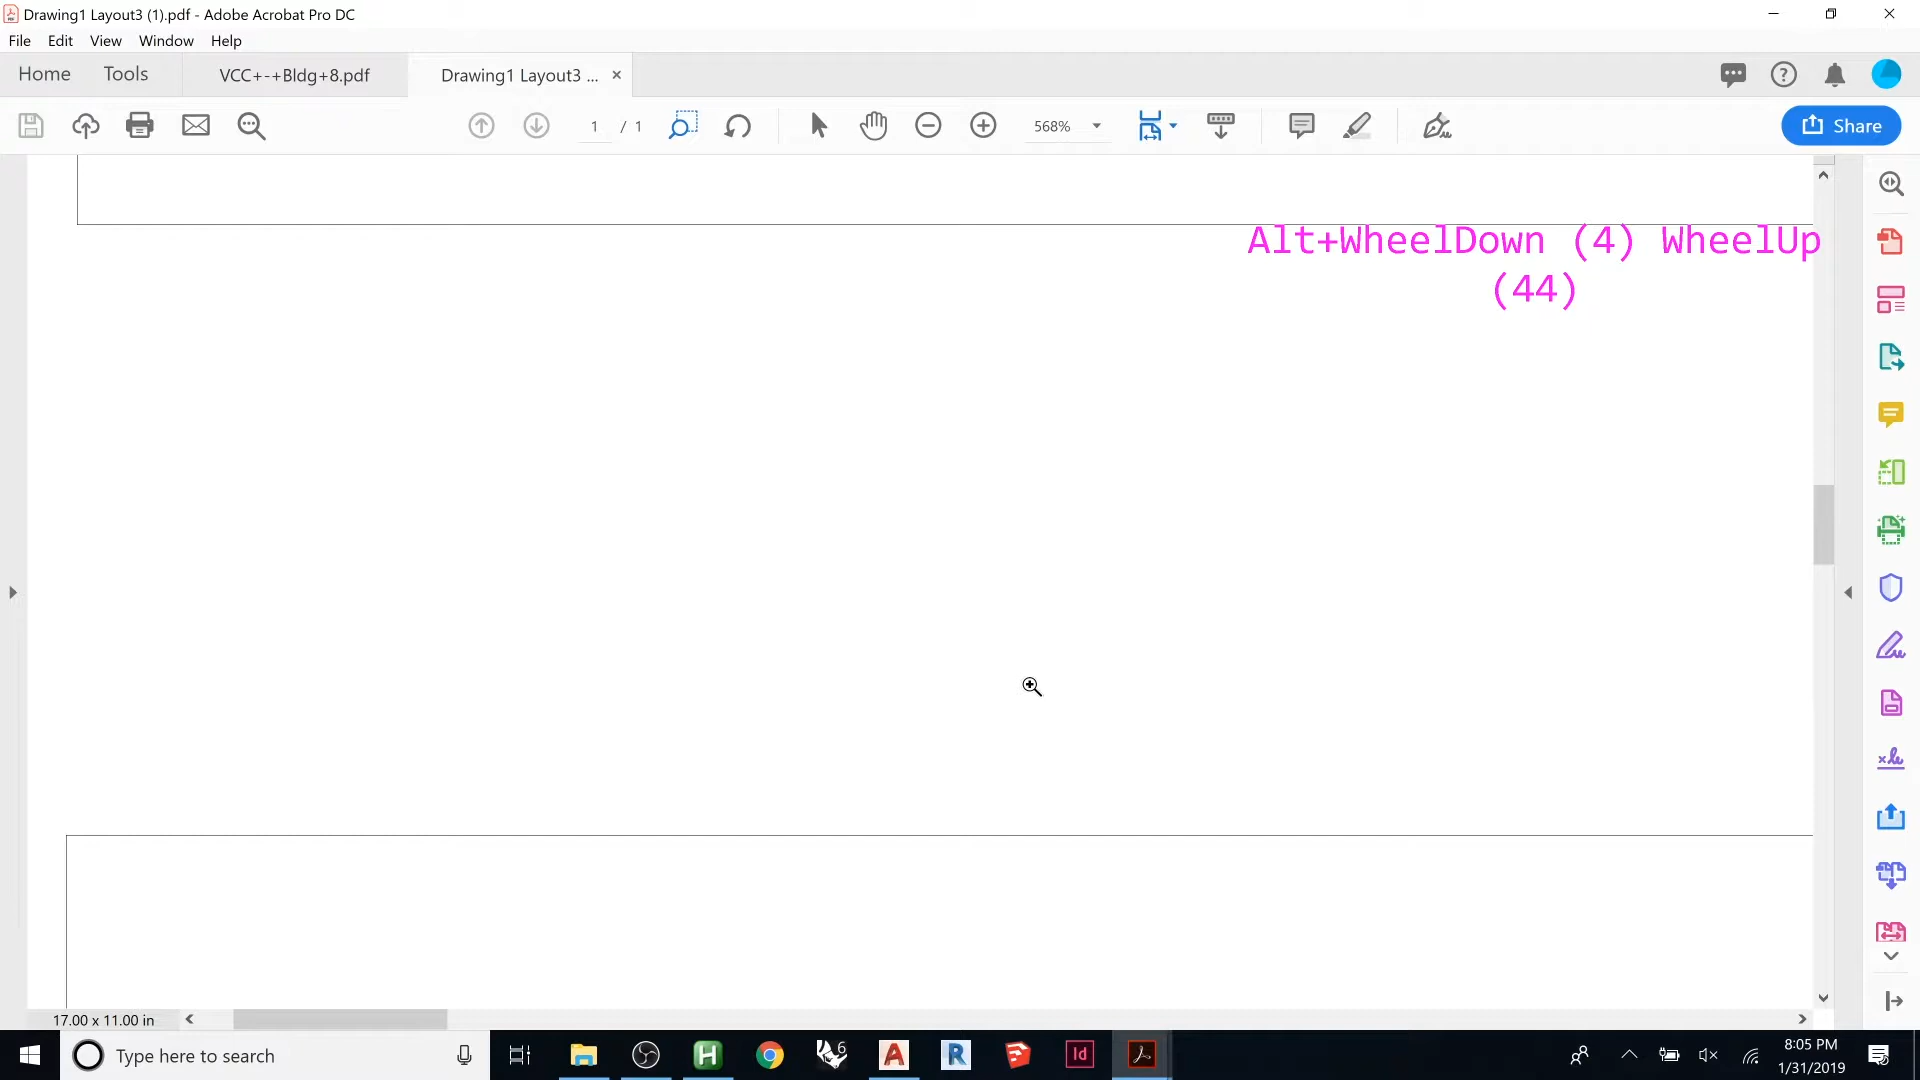 Drawing1 Layout3 (1).pdf - Adobe Acrobat Pro DC
File Edit View Window Help
Home Tools VCC+-+Bldg+8.pdf Drawing1 Layout3 ...
1 / 1 568% Share
Alt+WheelDown (4) WheelUp
(44)
17.00 x 11.00 in
Type here to search
6
A
R
Id
H
8:05 PM
1/31/2019